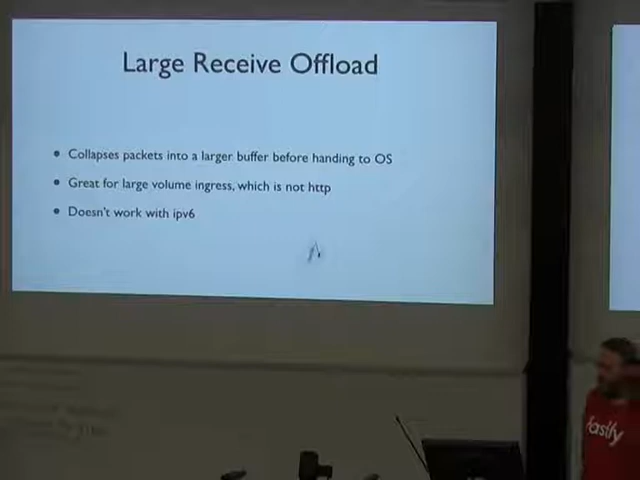 Large Receive Offload
• Collapses packets into a larger buffer before handing to OS
• Great for large volume ingress, which is not http
• Doesn't work with ipv6
fastly